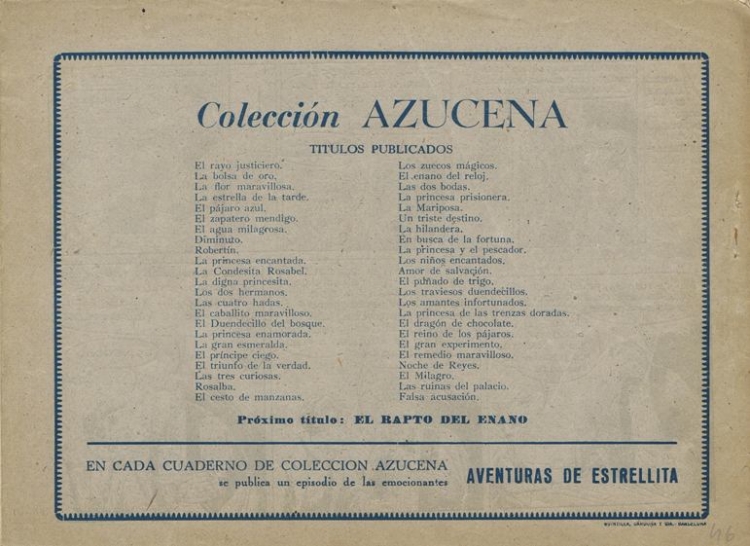 Colección AZUCENA
TITULOS PUBLICADOS
El rayo justiciero.
La bolsa de oro.
La flor maravillosa.
La estrella de la tarde.
El pájaro azul.
El zapatero mendigo.
El agua milagrosa.
Diminuto.
Robertín.
La princesa encantada.
La Condesita Rosabel.
La digna princesita.
Los dos hermanos.
Las cuatro hadas.
El caballito maravilloso.
El Duendecillo del bosque.
La princesa enamorada.
La gran esmeralda.
El príncipe ciego.
El triunfo de la verdad.
Las tres curiosas.
Rosalba.
El cesto de manzanas.
Los zuecos mágicos.
El enano del reloj.
Las dos bodas.
La princesa prisionera.
La Mariposa.
Un triste destino.
La hilandera.
En busca de la fortuna.
La princesa y el pescador.
Los niños encantados.
Amor de salvación.
El puñado de trigo.
Los traviesos duendecillos.
Los amantes infortunados.
La princesa de las trenzas doradas.
El dragón de chocolate.
El reino de los pájaros.
El gran experimento.
El remedio maravilloso.
Noche de Reyes.
El Milagro.
Las ruinas del palacio.
Falsa acusación.
Próximo título: EL RAPTO DEL ENANO
EN CADA CUADERNO DE COLECCION AZUCENA
se publica un episodio de las emocionantes
AVENTURAS DE ESTRELLITA
BARCELONA
46